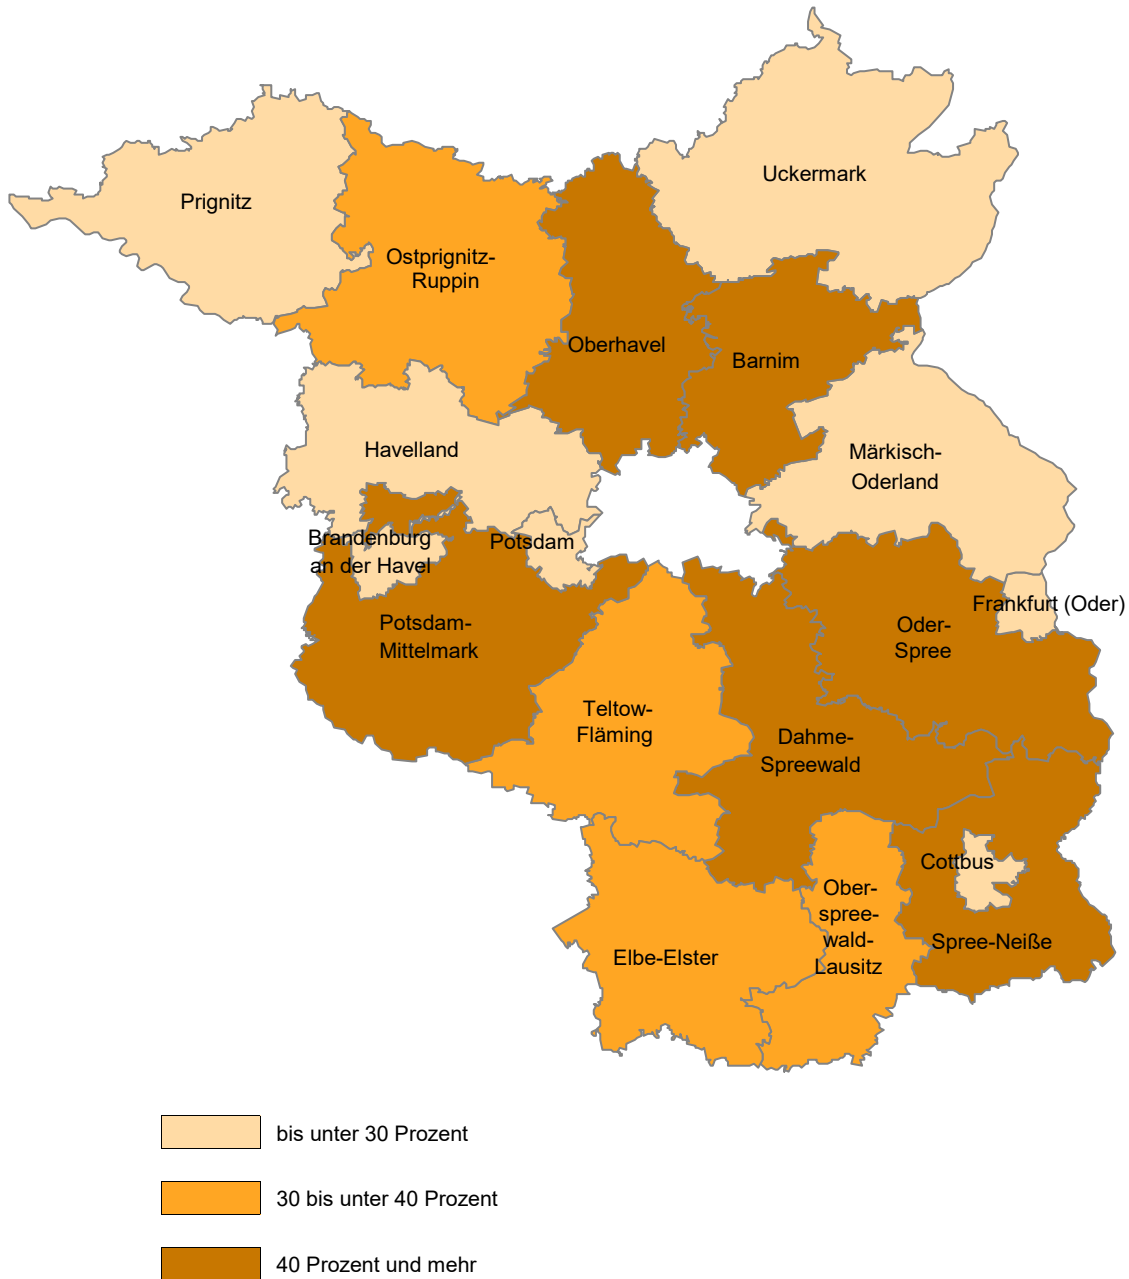 Uckermark
Prignitz
Ostprignitz-
Ruppin
Oberhavel
Barnim
Havelland
Märkisch-
Oderland
Brandenburg
an der Havel
Potsdam
Frankfurt (Oder)
Potsdam-
Mittelmark
Oder-
Spree
Teltow-
Fläming
Dahme-
Spreewald
Cottbus
Ober-
spree-
wald-
Lausitz
Spree-Neiße
Elbe-Elster
bis unter 30 Prozent
30 bis unter 40 Prozent
40 Prozent und mehr